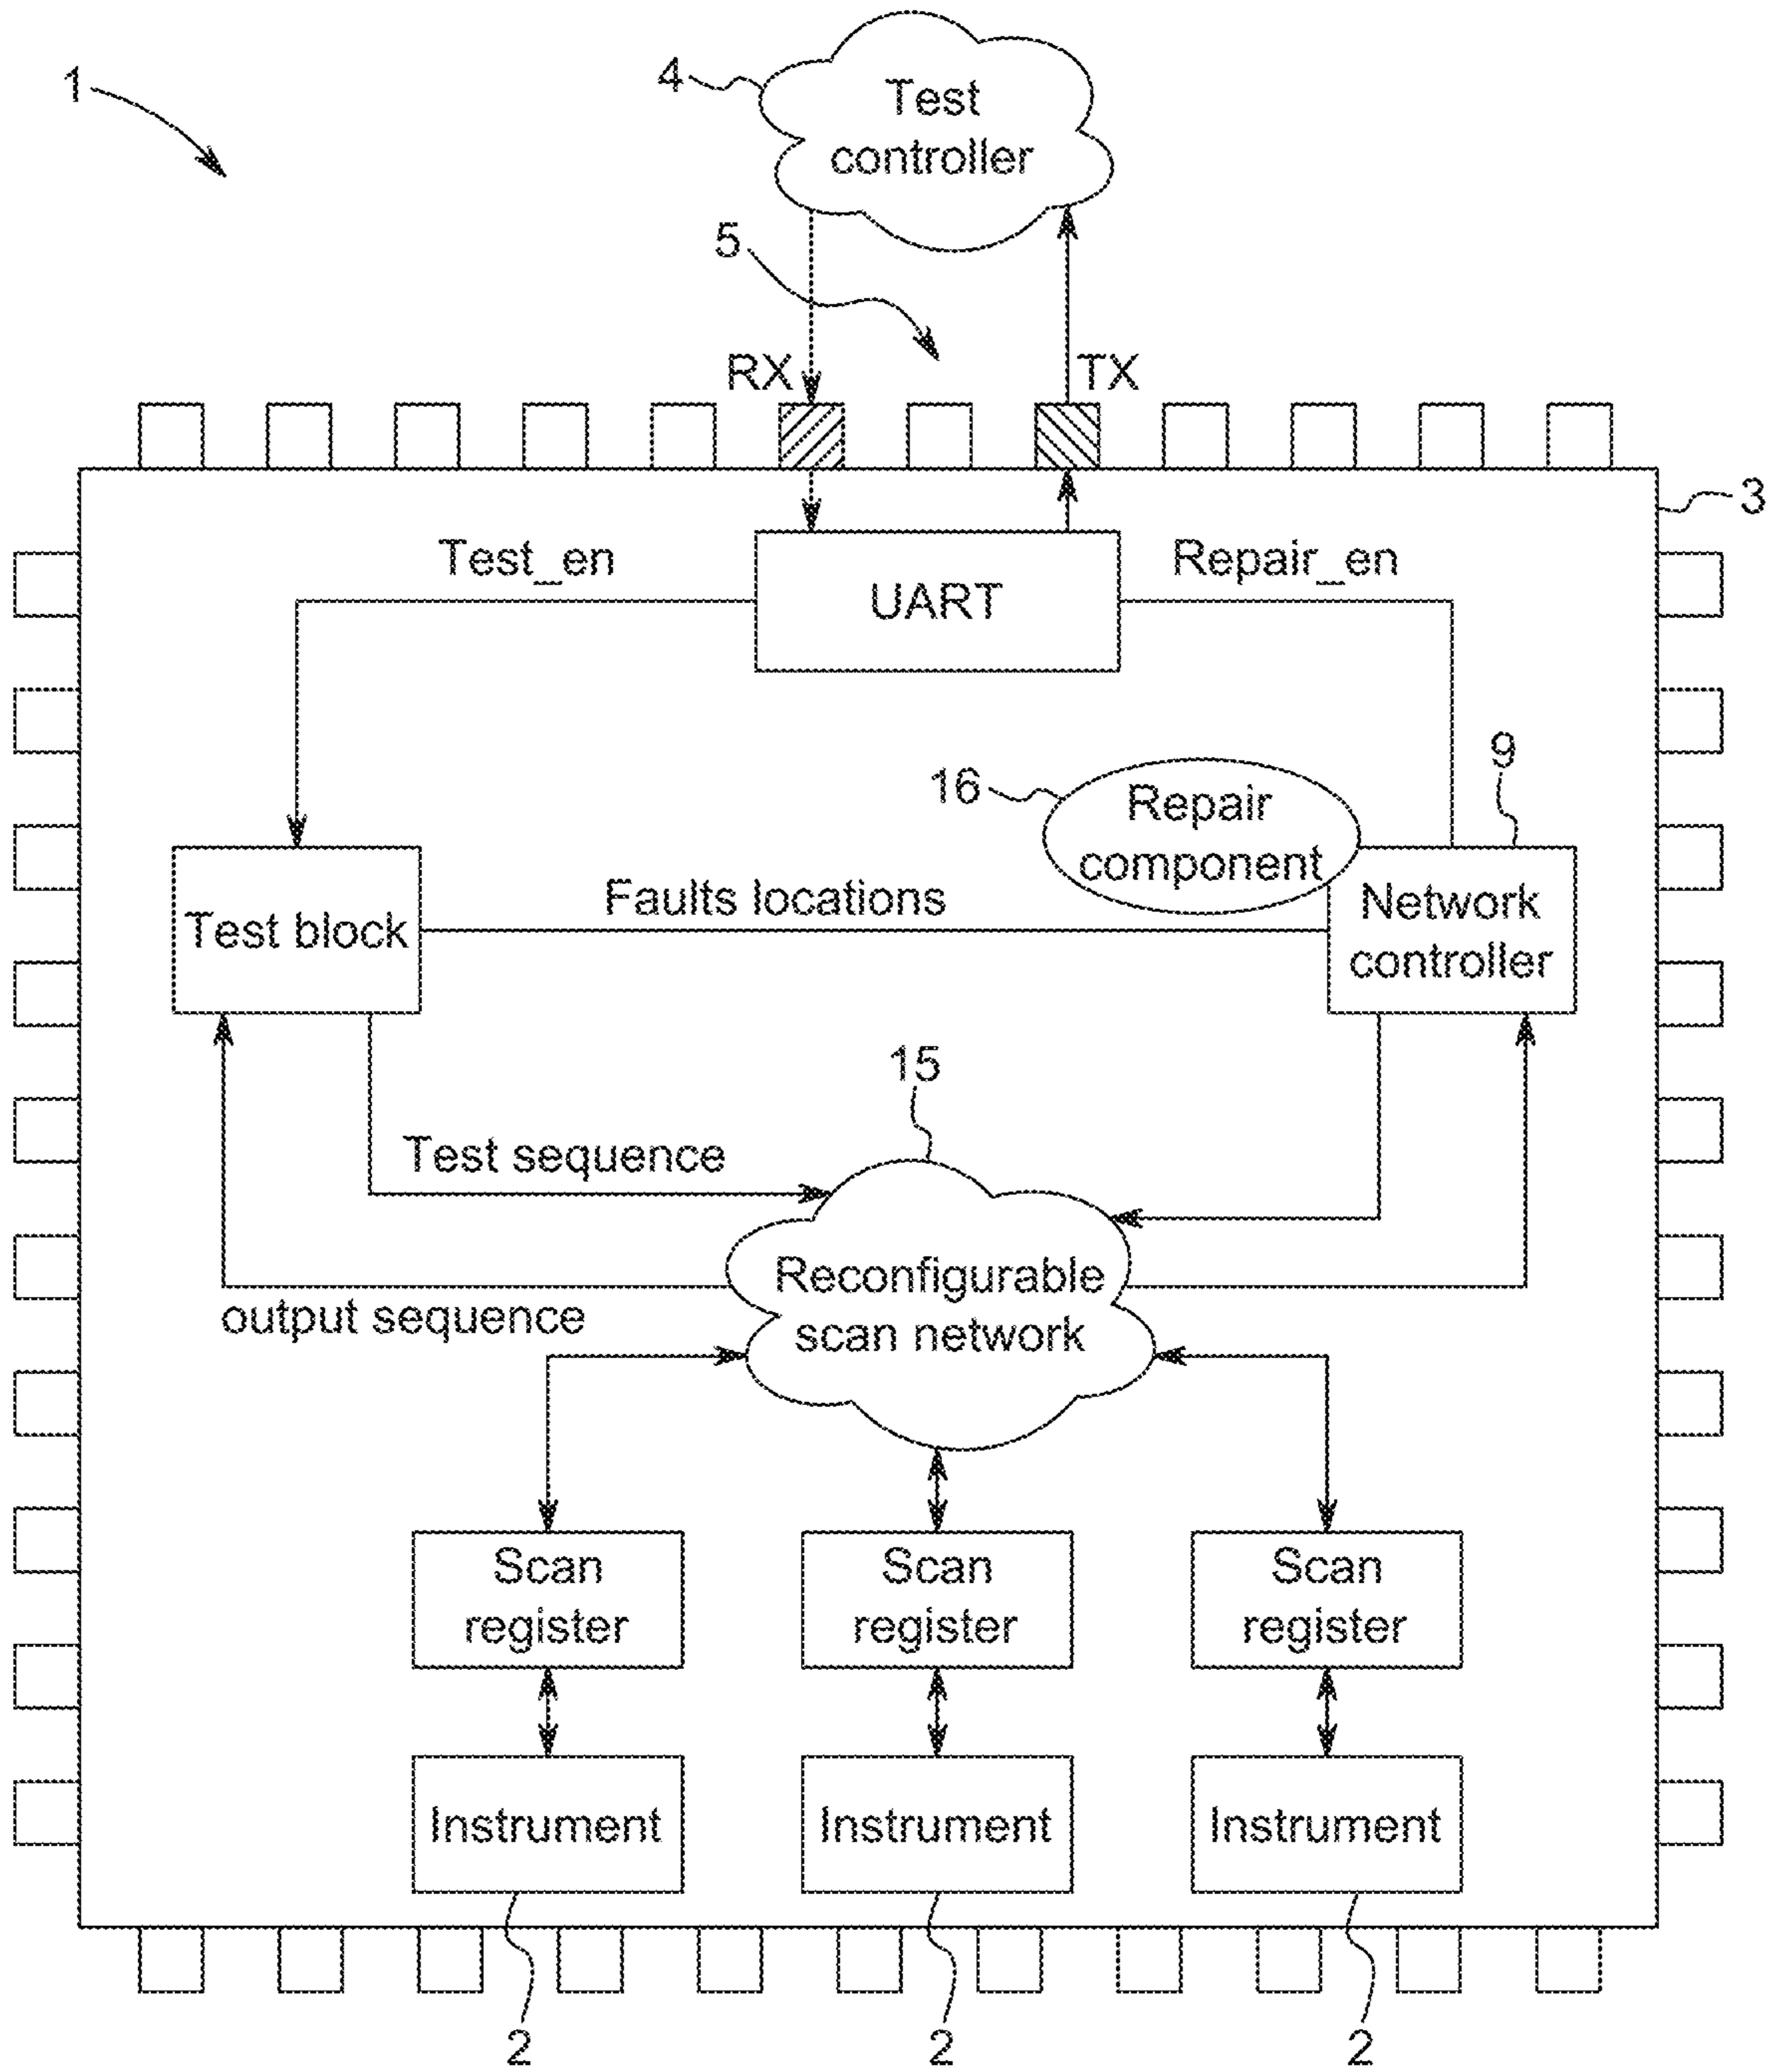 1
4
Test
controller
5
RX
TX
3
Test_en
UART
Repair_en
9
16
Repair
component
Test block
Faults locations
Network
controller
15
Test sequence
Reconfigurable
scan network
output sequence
Scan
register
Scan
register
Scan
register
Instrument
Instrument
Instrument
2
2
2